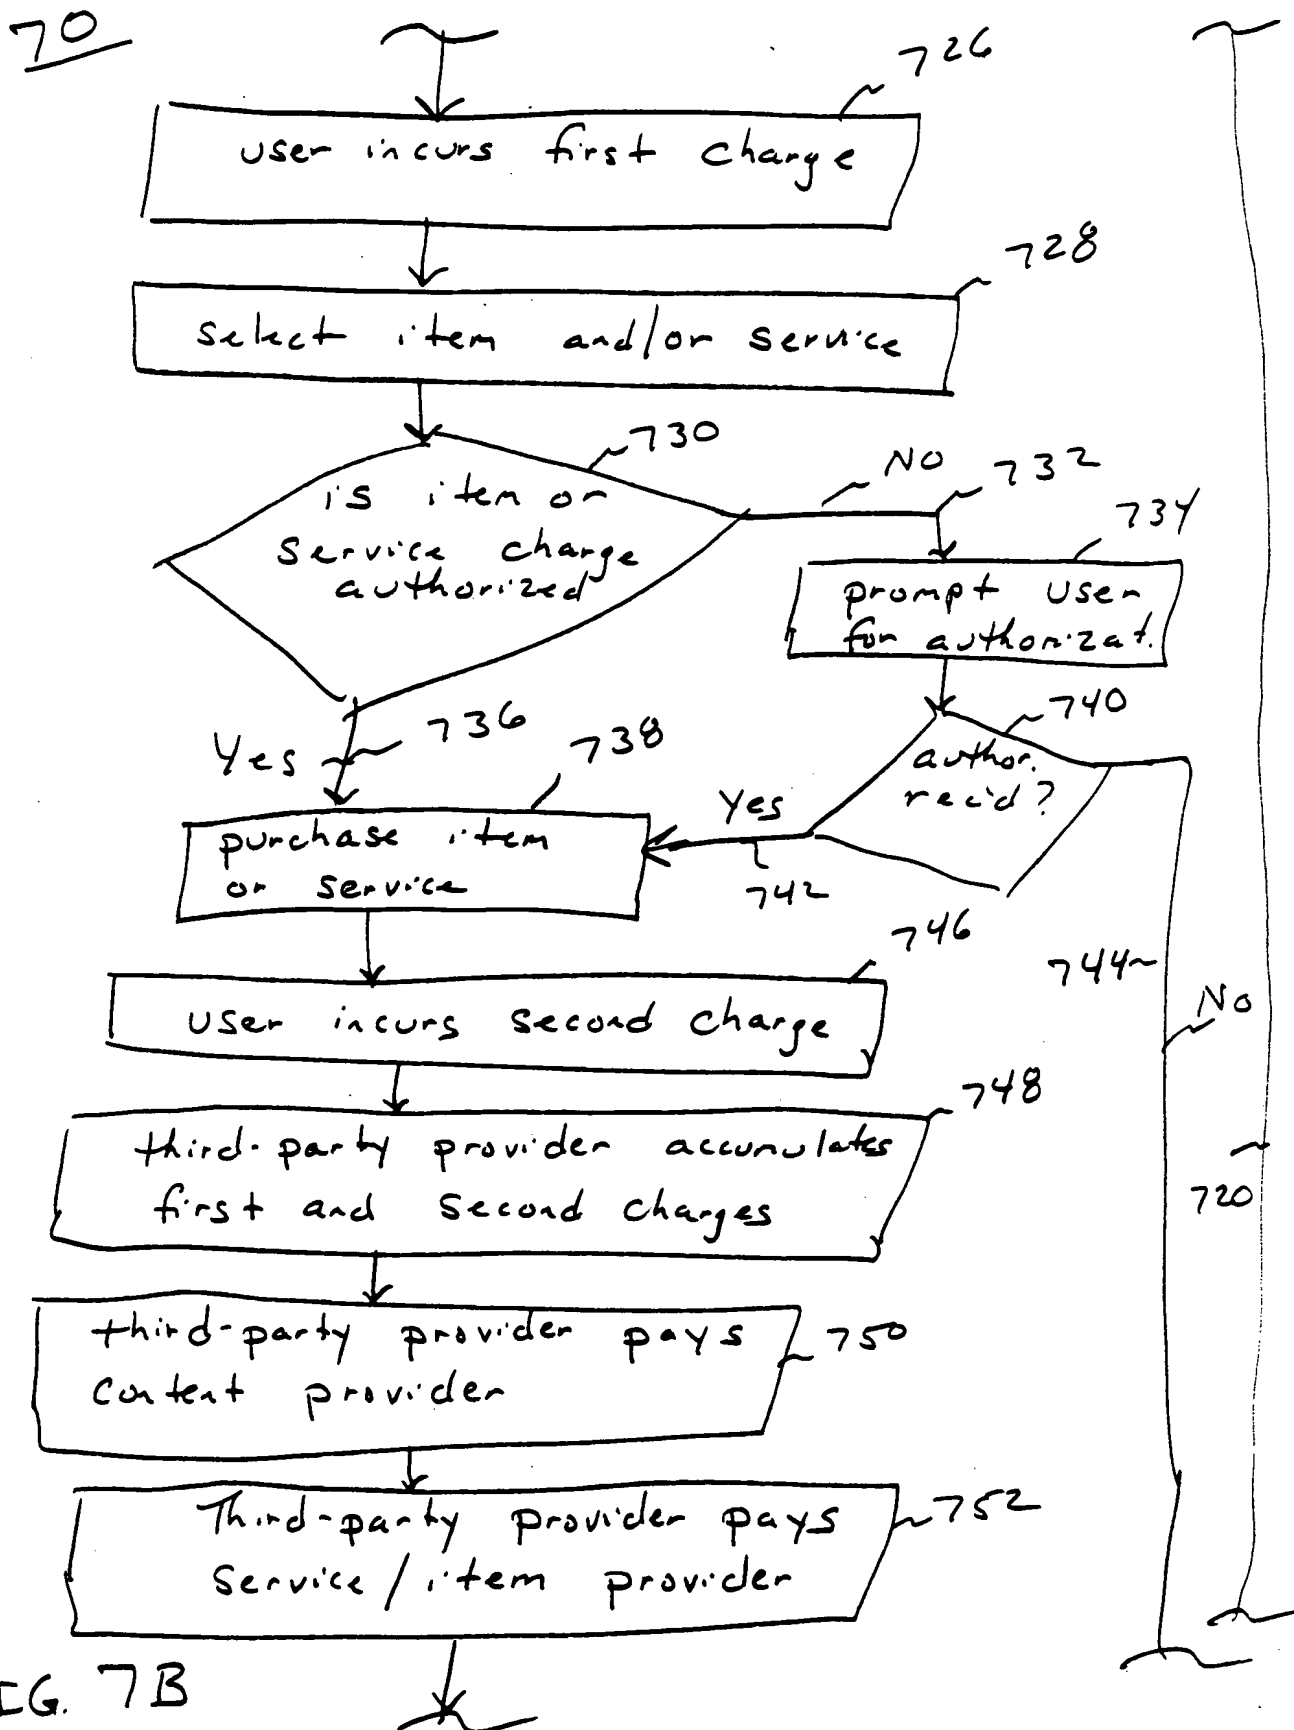 70
726
user incurs first charge
728
select item and/or service
730
is item or
service charge
authorized
NO
732
734
prompt user
for authorizat.
Yes
736
738
740
author.
rec'd?
purchase item
or service
Yes
742
746
744
No
user incurs second charge
748
third-party provider accumulates
first and second charges
720
third-party provider pays
content provider
750
Third-party provider pays
service/item provider
752
IG. 7B